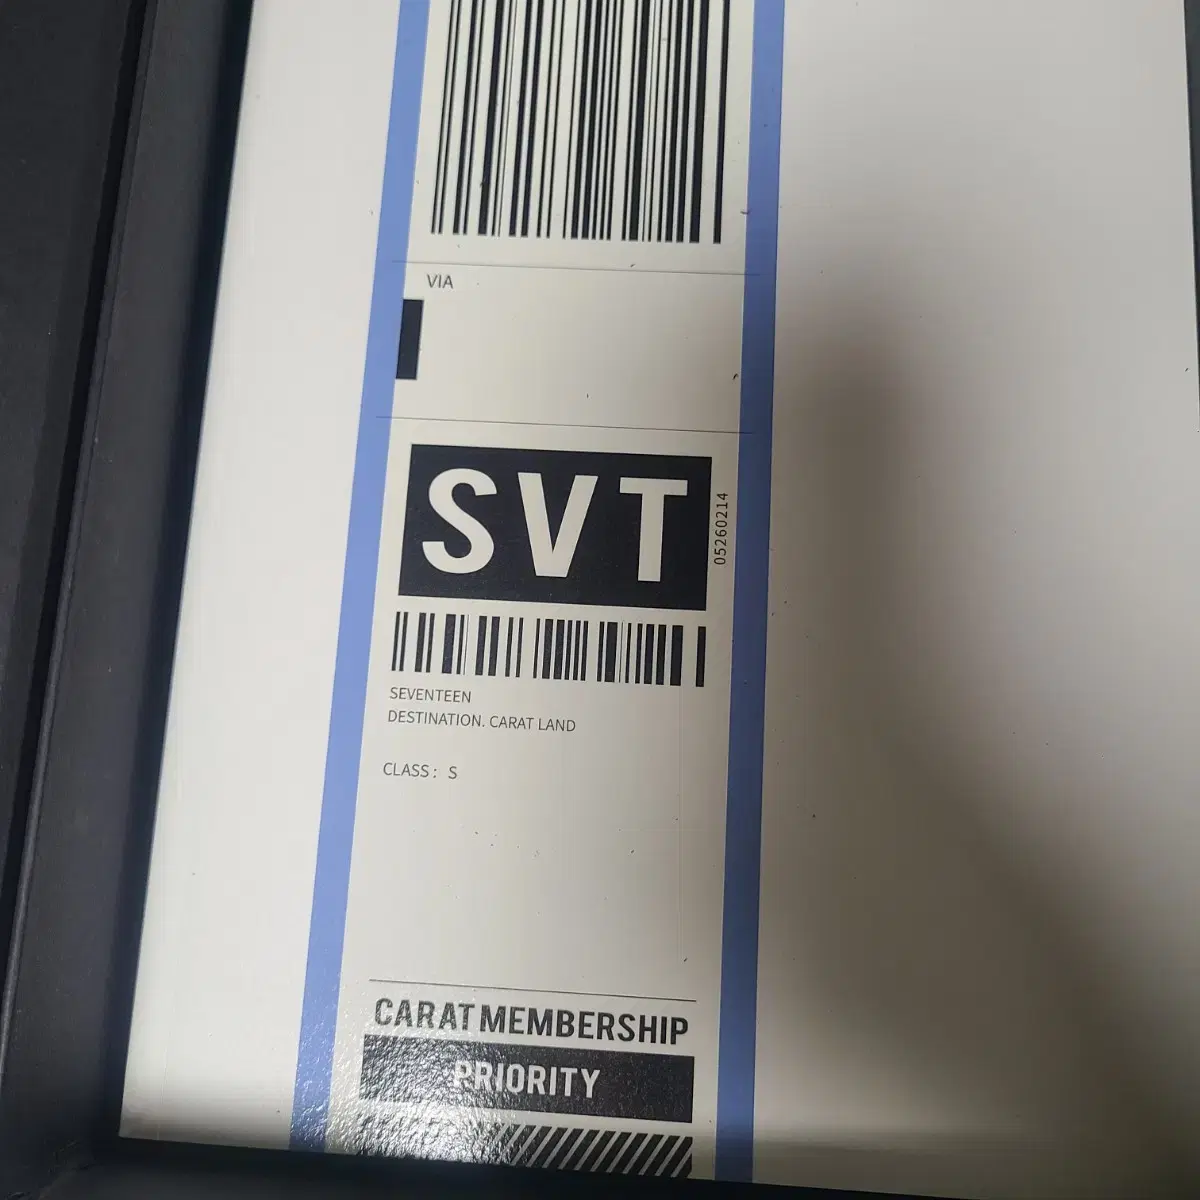 VIA
SVT
05260214
SEVENTEEN
DESTINATION. CARAT LAND
CLASS: S
CARAT MEMBERSHIP
PRIORITY